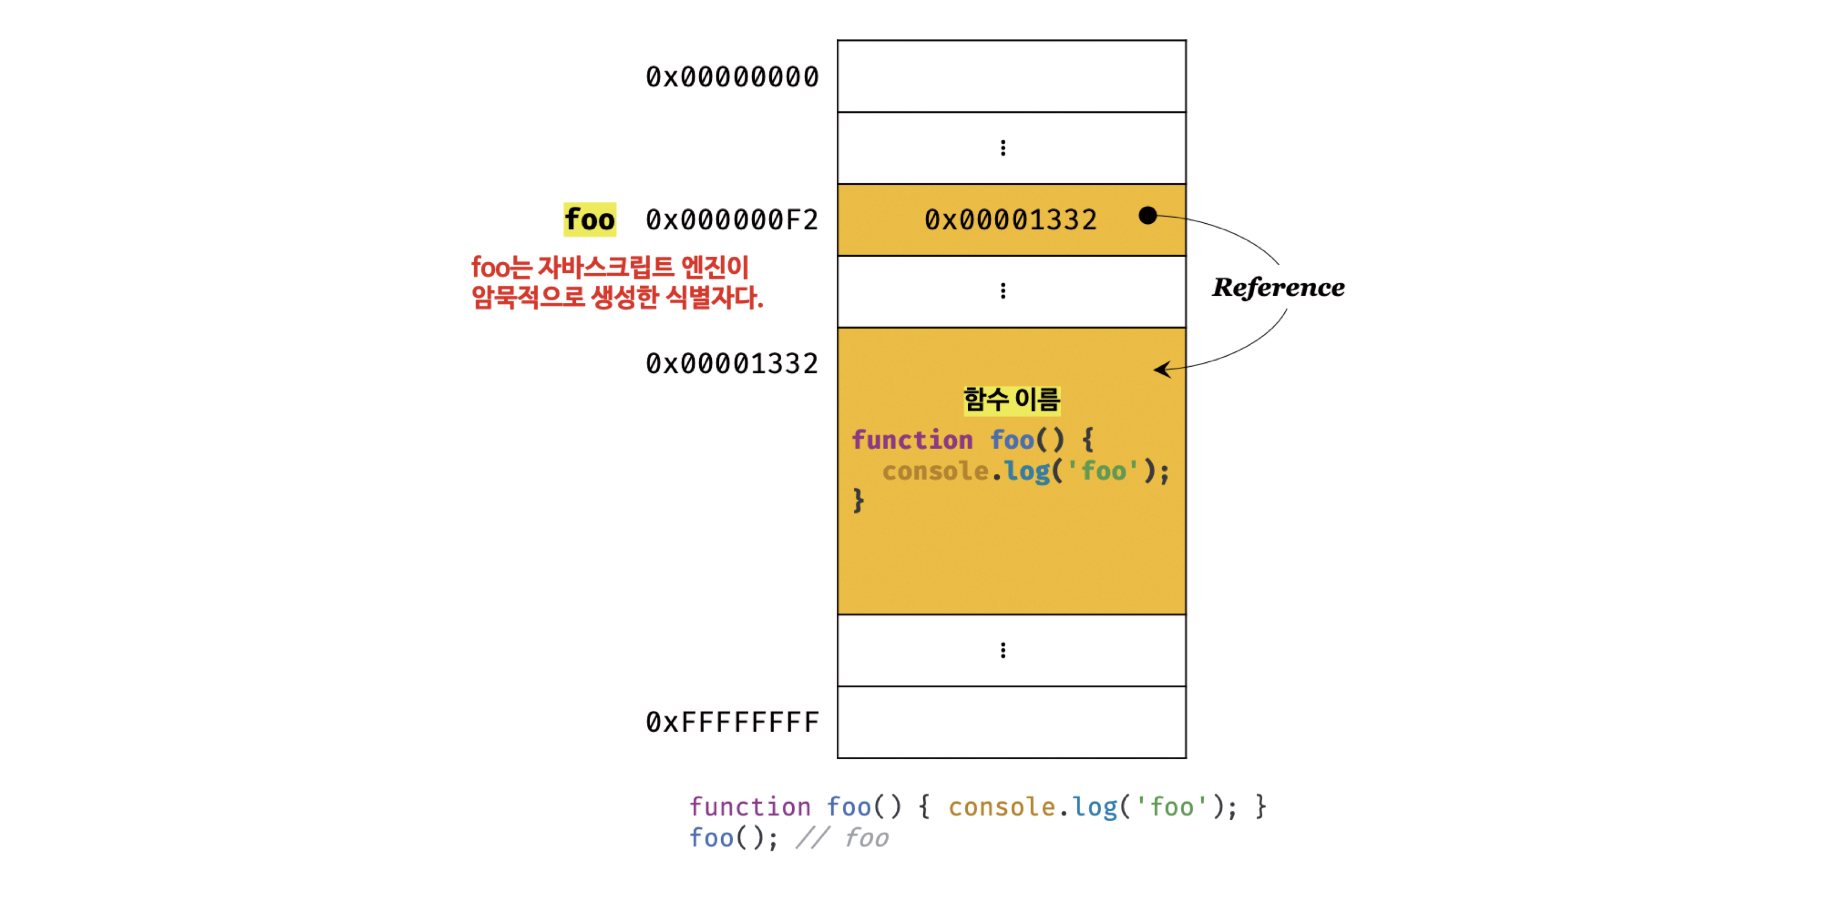 0x00000000
⋮
foo 0x000000F2 0x00001332
foo는 자바스크립트 엔진이
암묵적으로 생성한 식별자다.
⋮
Reference
0x00001332
함수 이름
function foo() {
  console.log('foo');
}
⋮
0xFFFFFFFF
function foo() { console.log('foo'); }
foo(); // foo